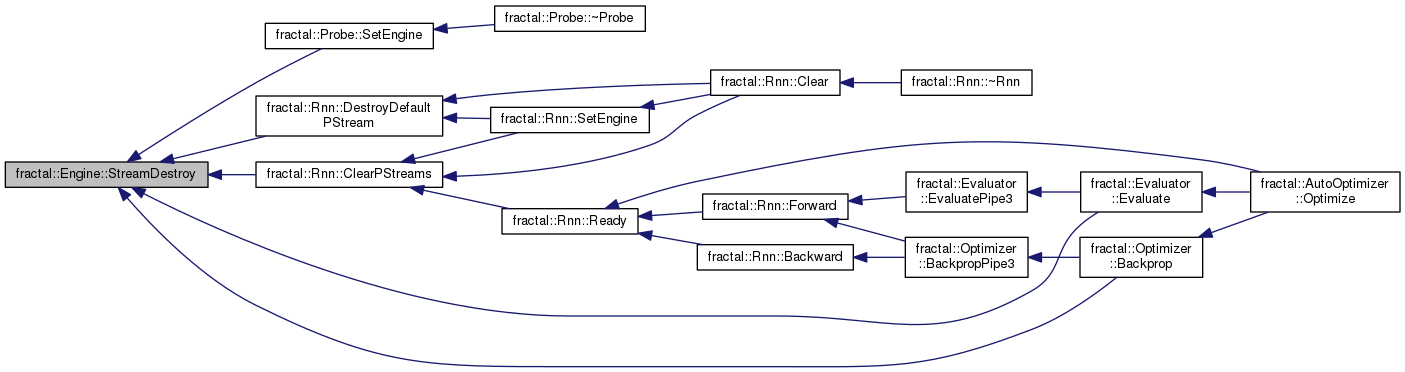 fractal::Probe::~Probe
fractal::Probe::SetEngine
fractal::Rnn::Clear
fractal::Rnn::~Rnn
fractal::Rnn::DestroyDefault
PStream
fractal::Rnn::SetEngine
fractal::Engine::StreamDestroy
fractal::Rnn::ClearPStreams
fractal::Rnn::Ready
fractal::Rnn::Forward
fractal::Rnn::Backward
fractal::Evaluator
::EvaluatePipe3
fractal::Optimizer
::BackpropPipe3
fractal::Evaluator
::Evaluate
fractal::Optimizer
::Backprop
fractal::AutoOptimizer
::Optimize